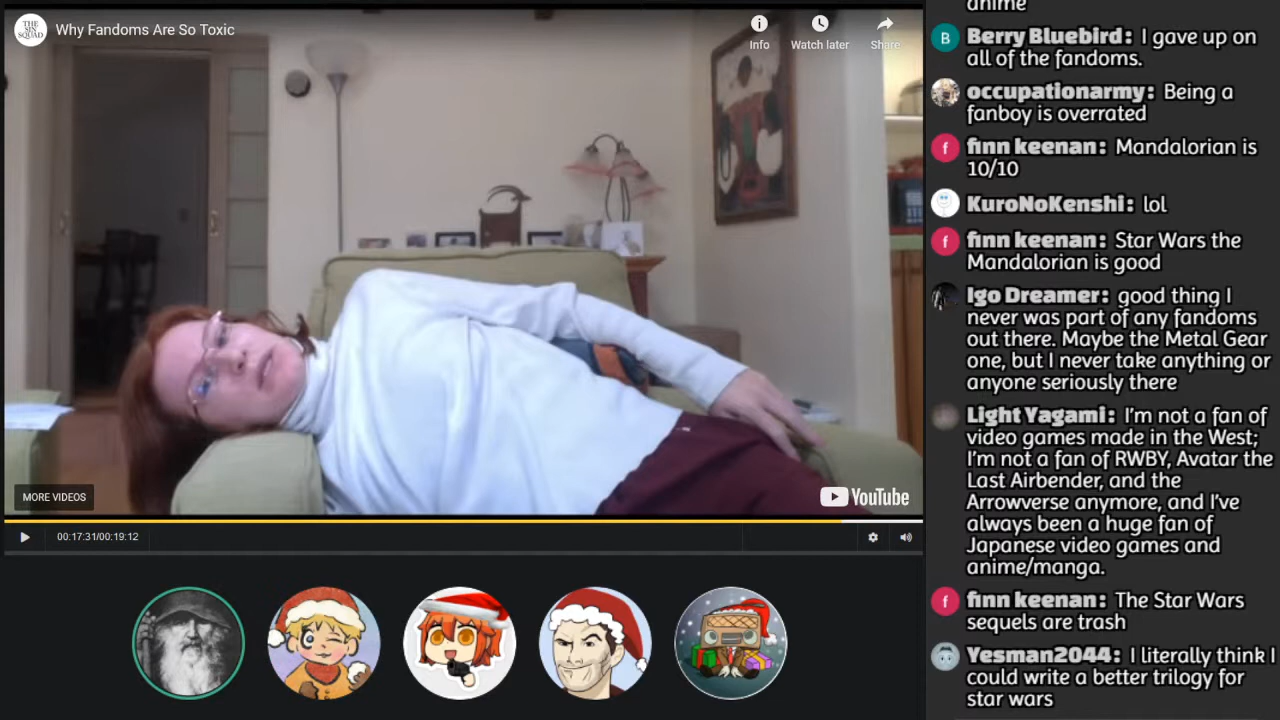 THE
SIN
SQUAD
Why Fandoms Are So Toxic
Info
Watch later
Share
MORE VIDEOS
YouTube
00:17:31/00:19:12
anime
B
Berry Bluebird: I gave up on
all of the fandoms.
occupationarmy: Being a
fanboy is overrated
f
finn keenan: Mandalorian is
10/10
KuroNoKenshi: lol
f
finn keenan: Star Wars the
Mandalorian is good
Igo Dreamer: good thing I
never was part of any fandoms
out there. Maybe the Metal Gear
one, but I never take anything or
anyone seriously there
Light Yagami: I'm not a fan of
video games made in the West;
I'm not a fan of RWBY, Avatar the
Last Airbender, and the
Arrowverse anymore, and I've
always been a huge fan of
Japanese video games and
anime/manga.
f
finn keenan: The Star Wars
sequels are trash
Yesman2044: I literally think I
could write a better trilogy for
star wars